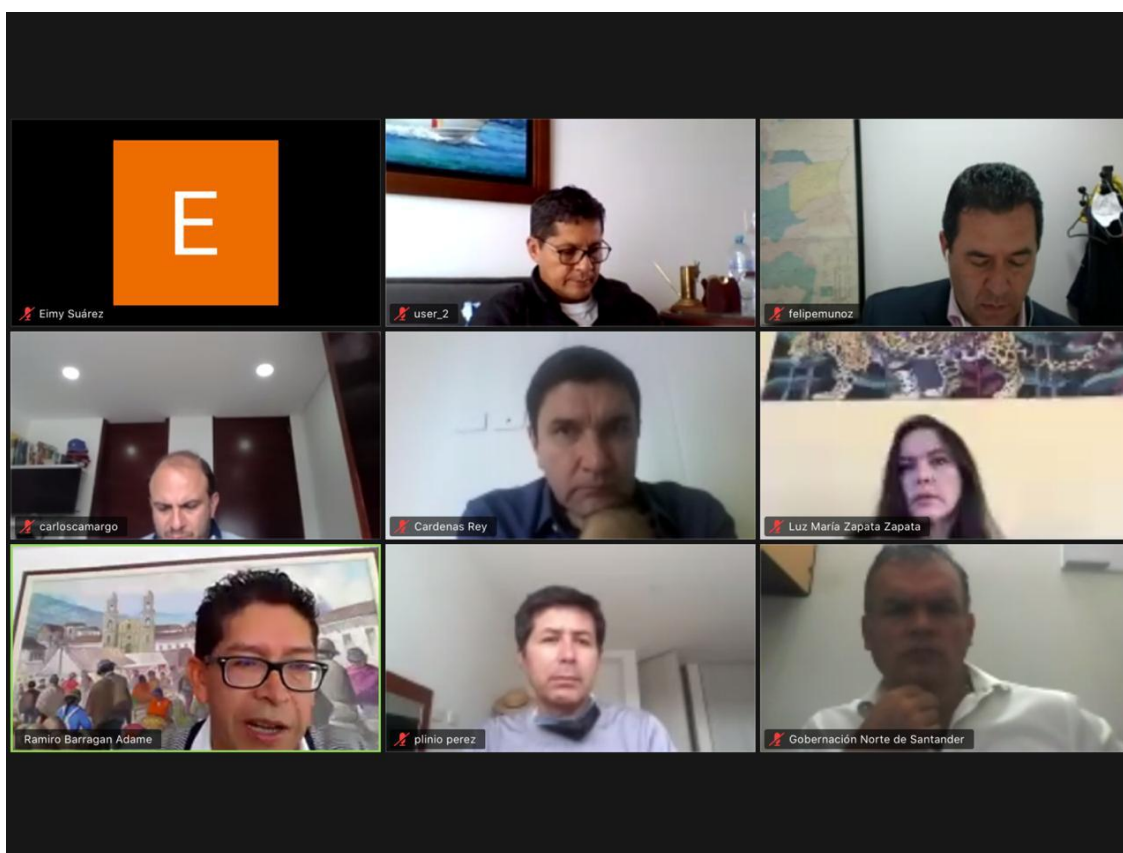 E
Eimy Suárez
user_2
felipemunoz
carloscamargo
Cardenas Rey
Luz María Zapata Zapata
Ramiro Barragan Adame
plinio perez
Gobernación Norte de Santander